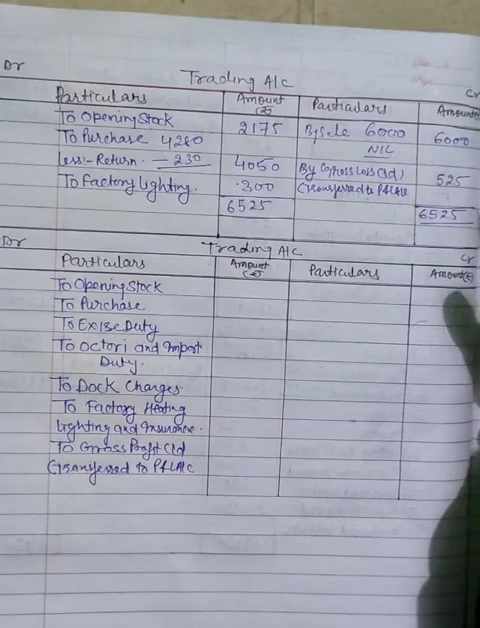 Dr Trading A/C Cr
Particulars Amount (₹) Particulars Amount
To Opening Stock 2175 By Sale 6000 6000
To Purchase 4280 NIL
Less:- Return. — 230 4050 By Gross Loss C/d) 525
To Factory Lighting. 300 (Transferred to P&L A/c
6525 6525
Dr Trading A/C Cr
Particulars Amount (₹) Particulars Amount(₹)
To Opening Stock
To Purchase
To Exise Duty
To Octori and Import
Duty.
To Dock Charges.
To Factory Heating
Lighting and Insurance.
To Gross Profit C/d
(Transferred to P&L A/C